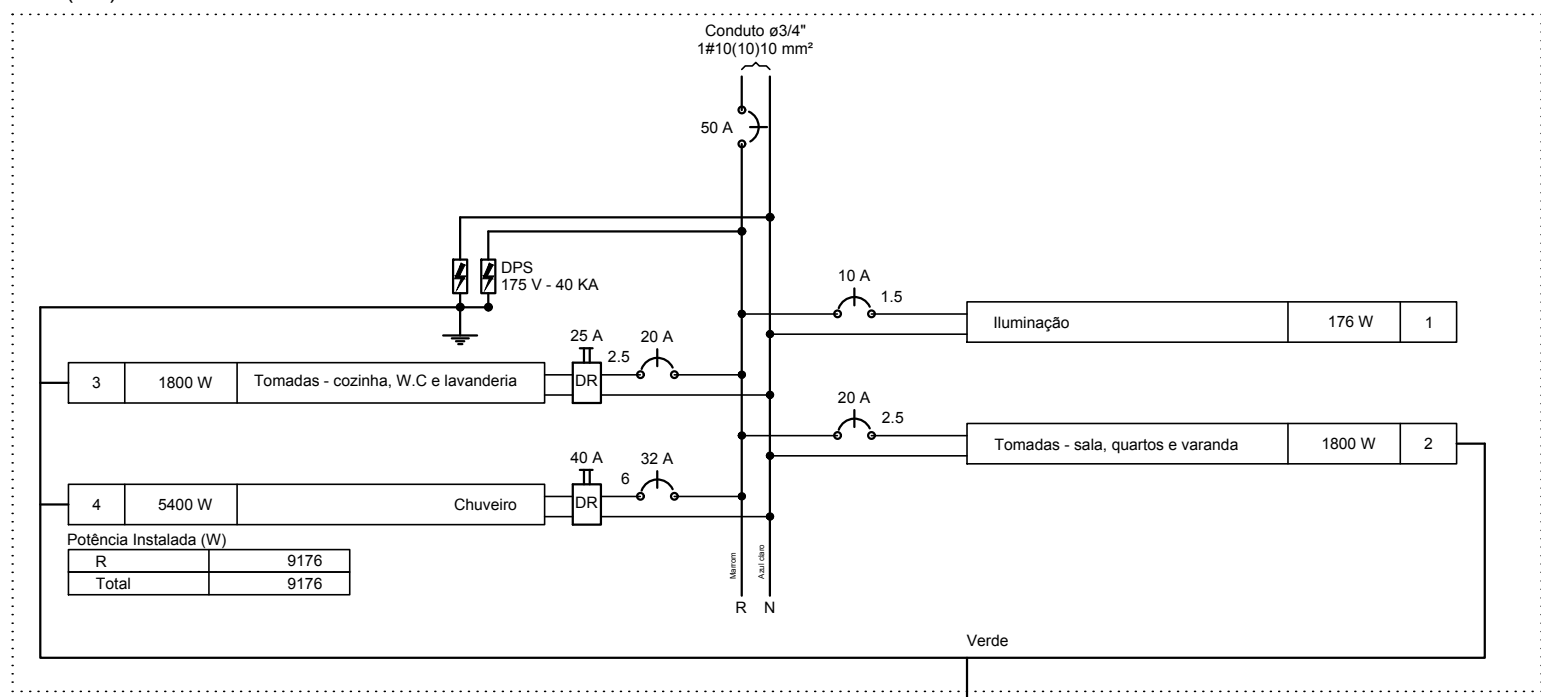 Conduto ø3/4"
1#10(10)10 mm²
50 A
DPS
175 V - 40 KA
10 A
1.5
Iluminação 176 W 1
25 A
2.5
20 A
3 1800 W Tomadas - cozinha, W.C e lavanderia
DR
20 A
2.5
Tomadas - sala, quartos e varanda 1800 W 2
40 A
6
32 A
4 5400 W Chuveiro
DR
Potência Instalada (W)
R 9176
Total 9176
Marrom
Azul claro
R N
Verde